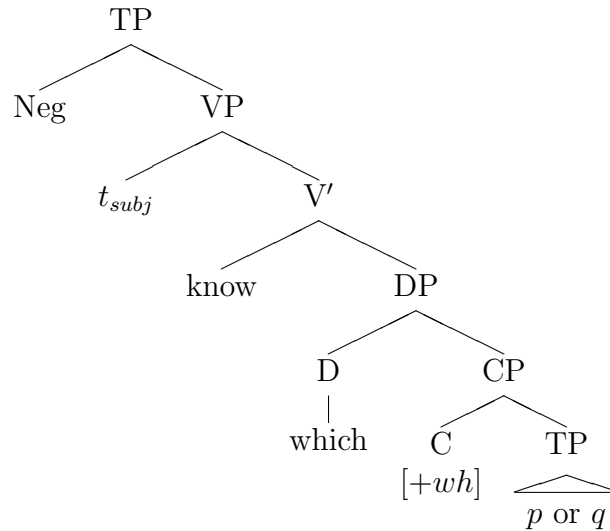 TP
Neg VP
t_subj V′
know DP
D CP
which C TP
[+wh]
p or q